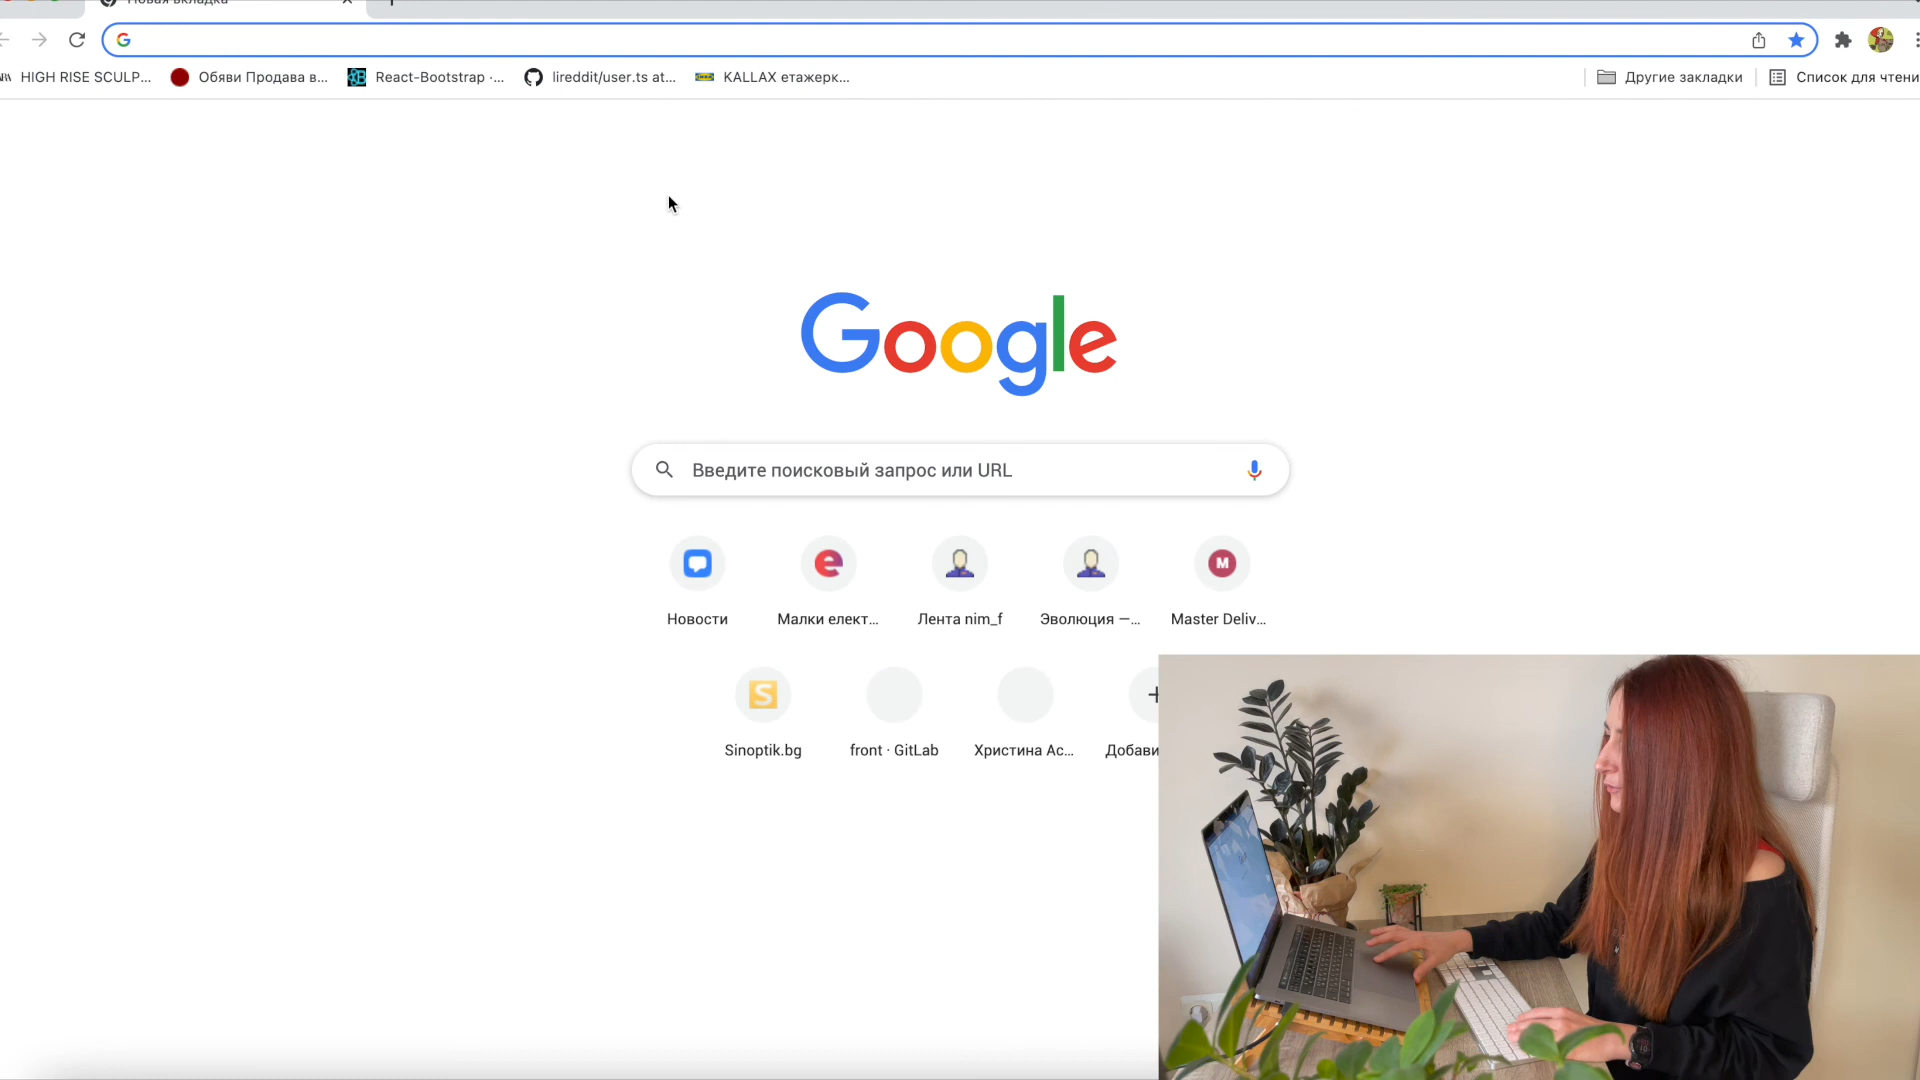 Новая вкладка
HIGH RISE SCULP... Обяви Продава в... React-Bootstrap ·... lireddit/user.ts at... KALLAX етажерк... Другие закладки Список для чтени
Google
Введите поисковый запрос или URL
Новости Малки елект... Лента nim_f Эволюция —... Master Deliv...
Sinoptik.bg front · GitLab Христина Ас... Добави